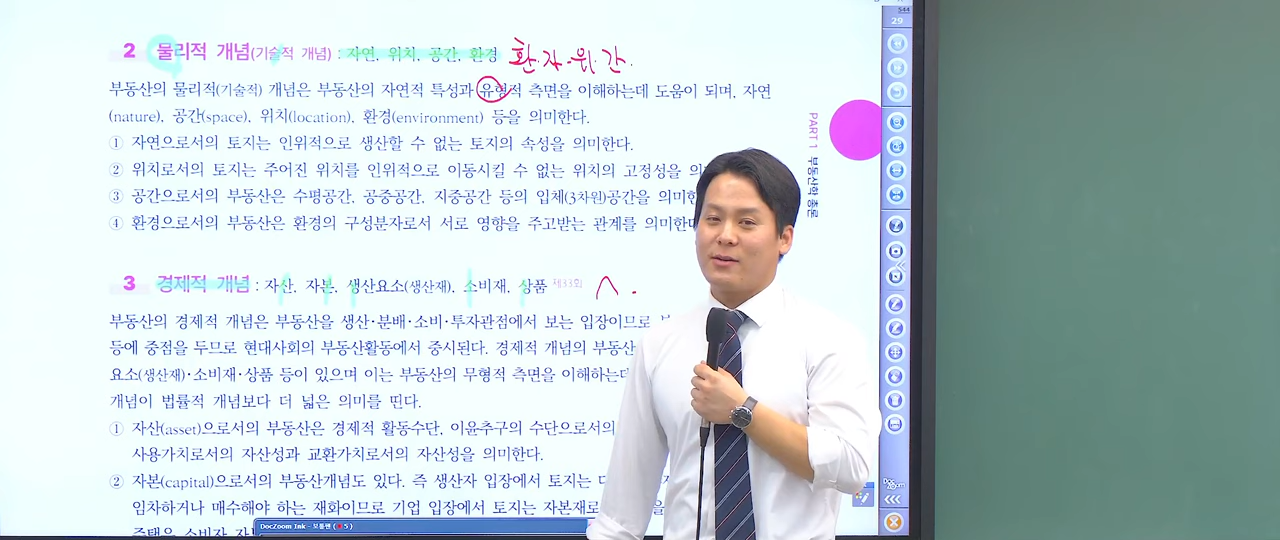 2 물리적 개념(기술적 개념) : 자연, 위치, 공간, 환경 환·자·위·간.
부동산의 물리적(기술적) 개념은 부동산의 자연적 특성과 유형적 측면을 이해하는데 도움이 되며, 자연
(nature), 공간(space), 위치(location), 환경(environment) 등을 의미한다.
① 자연으로서의 토지는 인위적으로 생산할 수 없는 토지의 속성을 의미한다.
② 위치로서의 토지는 주어진 위치를 인위적으로 이동시킬 수 없는 위치의 고정성을
③ 공간으로서의 부동산은 수평공간, 공중공간, 지중공간 등의 입체(3차원)공간을
④ 환경으로서의 부동산은 환경의 구성분자로서 서로 영향을 주고받는 관계를
3 경제적 개념 : 자산, 자본, 생산요소(생산재), 소비재, 상품 제33회
부동산의 경제적 개념은 부동산을 생산·분배·소비·투자관점에서 보는 입장이므로
등에 중점을 두므로 현대사회의 부동산활동에서 중시된다. 경제적 개념의 부동산
요소(생산재)·소비재·상품 등이 있으며 이는 부동산의 무형적 측면을
개념이 법률적 개념보다 더 넓은 의미를 띤다.
① 자산(asset)으로서의 부동산은 경제적 활동수단, 이윤추구의 수단으로서의
사용가치로서의 자산성과 교환가치로서의 자산성을 의미한다.
② 자본(capital)으로서의 부동산개념도 있다. 즉 생산자 입장에서 토지는
임차하거나 매수해야 하는 재화이므로 기업 입장에서 토지는
주택은 소비자
PART 1 부동산학 총론
544
29
DocZoom
DocZoom Ink - 보통펜 ( 5 )